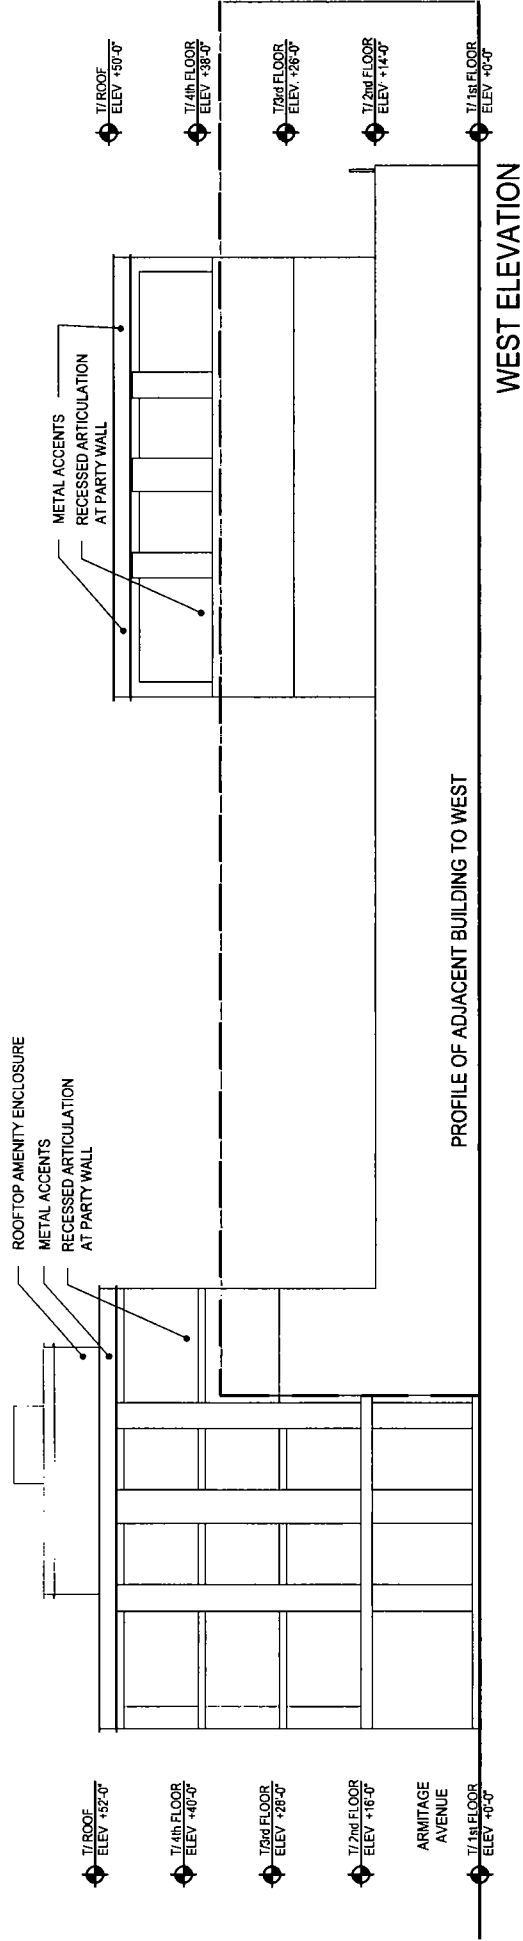 ROOFTOP AMENITY ENCLOSURE
METAL ACCENTS
RECESSED ARTICULATION
AT PARTY WALL
METAL ACCENTS
RECESSED ARTICULATION
AT PARTY WALL
T/ ROOF
ELEV +52'-0"
T/ 4th FLOOR
ELEV +40'-0"
T/3rd FLOOR
ELEV +28'-0"
T/ 2nd FLOOR
ELEV +16'-0"
ARMITAGE
AVENUE
T/ 1st FLOOR
ELEV +0'-0"
T/ ROOF
ELEV +50'-0"
T/ 4th FLOOR
ELEV +38'-0"
T/3rd FLOOR
ELEV. +26'-0"
T/ 2nd FLOOR
ELEV +14'-0"
T/ 1st FLOOR
ELEV +0'-0"
PROFILE OF ADJACENT BUILDING TO WEST
WEST ELEVATION